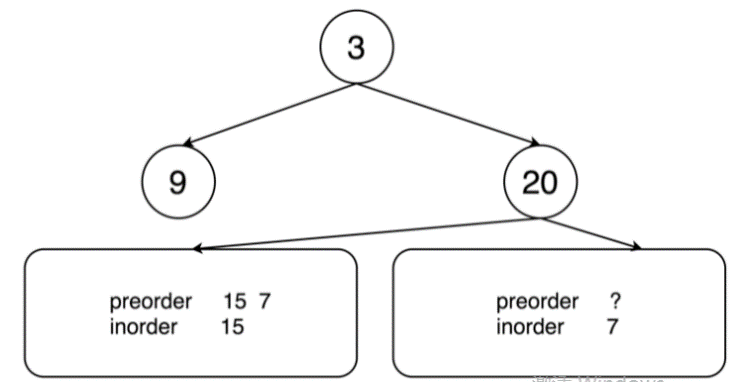 3
9
20
preorder 15 7
inorder 15
preorder ?
inorder 7